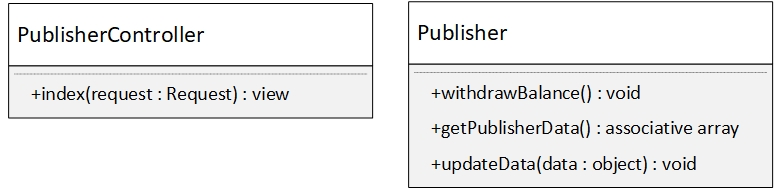 PublisherController
+index(request : Request) : view
Publisher
+withdrawBalance() : void
+getPublisherData() : associative array
+updateData(data : object) : void